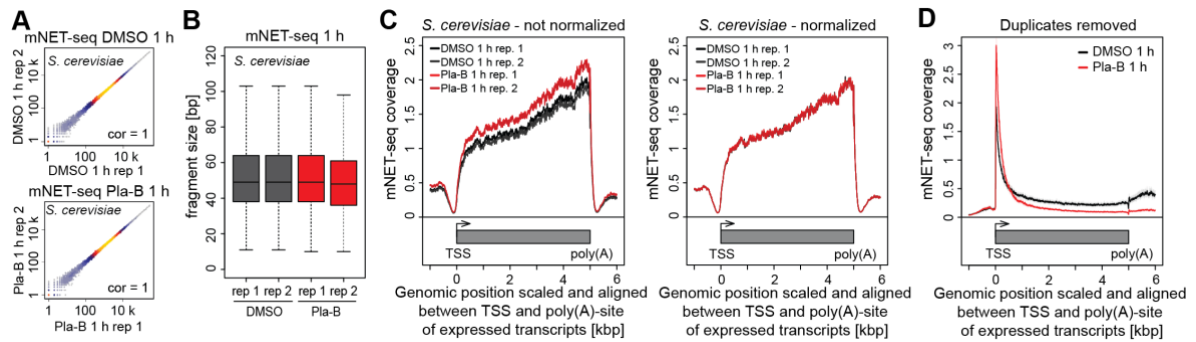 A
mNET-seq DMSO 1 h
DMSO 1 h rep 2
10 k
100
1
S. cerevisiae
cor = 1
1 100 10 k
DMSO 1 h rep 1
mNET-seq Pla-B 1 h
Pla-B 1 h rep 2
10 k
100
1
S. cerevisiae
cor = 1
1 100 10 k
Pla-B 1 h rep 1
B
mNET-seq 1 h
S. cerevisiae
fragment size [bp]
120
100
80
60
40
20
0
rep 1 rep 2 rep 1 rep 2
DMSO Pla-B
C
S. cerevisiae - not normalized
mNET-seq coverage
2.5
2
1.5
1
0.5
0
DMSO 1 h rep. 1
DMSO 1 h rep. 2
Pla-B 1 h rep. 1
Pla-B 1 h rep. 2
TSS poly(A)
0 2 4 6
Genomic position scaled and aligned
between TSS and poly(A)-site
of expressed transcripts [kbp]
S. cerevisiae - normalized
mNET-seq coverage
2.5
2
1.5
1
0.5
0
DMSO 1 h rep. 1
DMSO 1 h rep. 2
Pla-B 1 h rep. 1
Pla-B 1 h rep. 2
TSS poly(A)
0 2 4 6
Genomic position scaled and aligned
between TSS and poly(A)-site
of expressed transcripts [kbp]
D
Duplicates removed
mNET-seq coverage
3
2.5
2
1.5
1
0.5
0
DMSO 1 h
Pla-B 1 h
TSS poly(A)
0 1 2 3 4 5 6
Genomic position scaled and aligned
between TSS and poly(A)-site
of expressed transcripts [kbp]